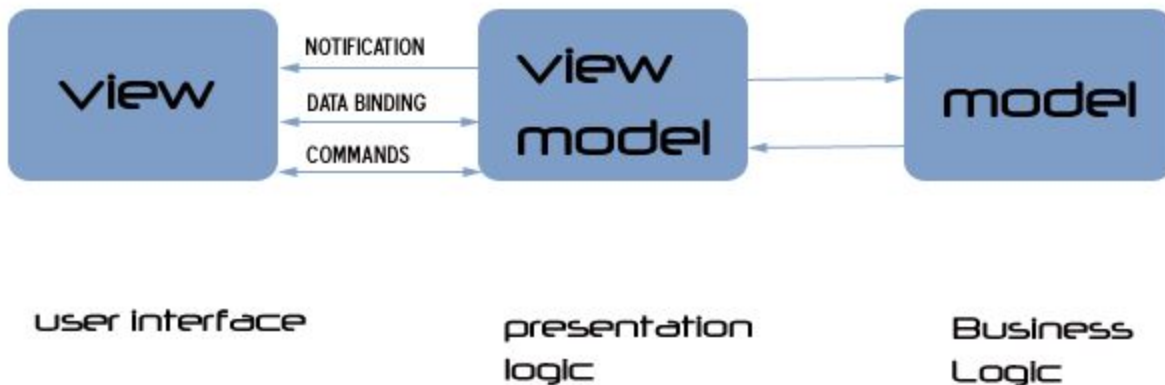 view
NOTIFICATION
DATA BINDING
COMMANDS
view
model
model
user interface
presentation
logic
Business
Logic